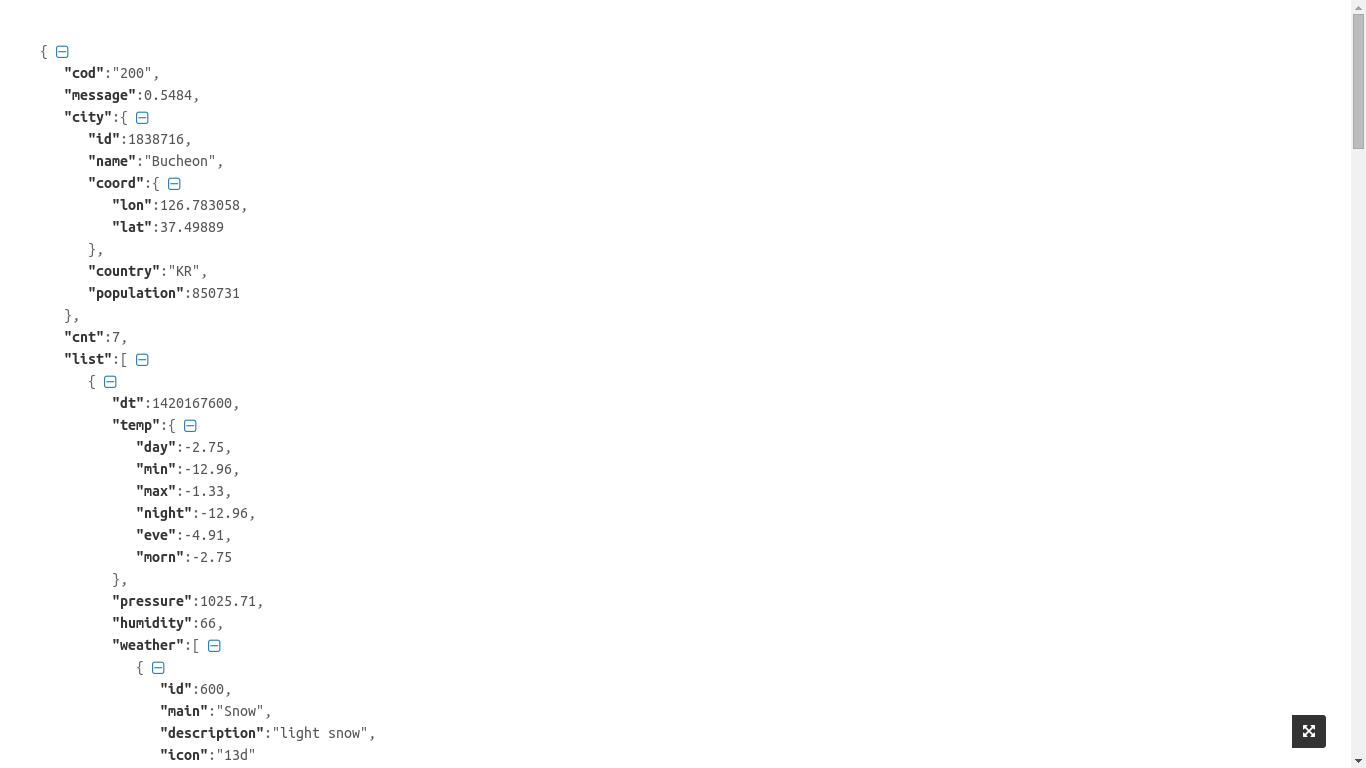 {
"cod":"200",
"message":0.5484,
"city":{
"id":1838716,
"name":"Bucheon",
"coord":{
"lon":126.783058,
"lat":37.49889
},
"country":"KR",
"population":850731
},
"cnt":7,
"list":[
{
"dt":1420167600,
"temp":{
"day":-2.75,
"min":-12.96,
"max":-1.33,
"night":-12.96,
"eve":-4.91,
"morn":-2.75
},
"pressure":1025.71,
"humidity":66,
"weather":[
{
"id":600,
"main":"Snow",
"description":"light snow",
"icon":"13d"